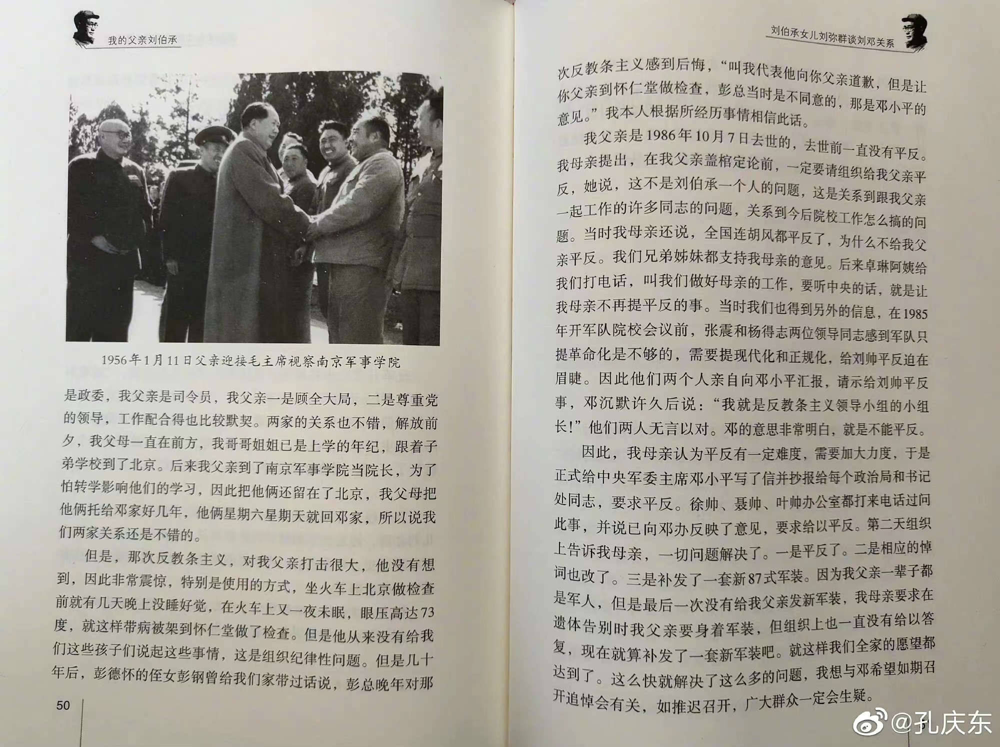 我的父亲刘伯承
1956年1月11日父亲迎接毛主席视察南京军事学院
是政委，我父亲是司令员，我父亲一是顾全大局，二是尊重党
的领导，工作配合得也比较默契。两家的关系也不错，解放前
夕，我父母一直在前方，我哥哥姐姐已是上学的年纪，跟着子
弟学校到了北京。后来我父亲到了南京军事学院当院长，为了
怕转学影响他们的学习，因此把他俩还留在了北京，我父母把
他俩托给邓家好几年，他俩星期六星期天就回邓家，所以说我
们两家关系还是不错的。
但是，那次反教条主义，对我父亲打击很大，他没有想
到，因此非常震惊，特别是使用的方式，坐火车上北京做检查
前就有几天晚上没睡好觉，在火车上又一夜未眠，眼压高达73
度，就这样带病被架到怀仁堂做了检查。但是他从来没有给我
们这些孩子们说起这些事情，这是组织纪律性问题。但是几十
年后，彭德怀的侄女彭钢曾给我们家带过话说，彭总晚年对那
50
刘伯承女儿刘弥群谈刘邓关系
次反教条主义感到后悔，“叫我代表他向你父亲道歉，但是让
你父亲到怀仁堂做检查，彭总当时是不同意的，那是邓小平的
意见。”我本人根据所经历事情相信此话。
我父亲是1986年10月7日去世的，去世前一直没有平反。
我母亲提出，在我父亲盖棺定论前，一定要请组织给我父亲平
反，她说，这不是刘伯承一个人的问题，这是关系到跟我父亲
一起工作的许多同志的问题，关系到今后院校工作怎么搞的问
题。当时我母亲还说，全国连胡风都平反了，为什么不给我父
亲平反。我们兄弟姊妹都支持我母亲的意见。后来卓琳阿姨给
我们打电话，叫我们做好母亲的工作，要听中央的话，就是让
我母亲不再提平反的事。当时我们也得到另外的信息，在1985
年开军队院校会议前，张震和杨得志两位领导同志感到军队只
提革命化是不够的，需要提现代化和正规化，给刘帅平反迫在
眉睫。因此他们两个人亲自向邓小平汇报，请示给刘帅平反
事，邓沉默许久后说：“我就是反教条主义领导小组的小组
长！”他们两人无言以对。邓的意思非常明白，就是不能平反。
因此，我母亲认为平反有一定难度，需要加大力度，于是
正式给中央军委主席邓小平写了信并抄报给每个政治局和书记
处同志，要求平反。徐帅、聂帅、叶帅办公室都打来电话过问
此事，并说已向邓办反映了意见，要求给以平反。第二天组织
上告诉我母亲，一切问题解决了。一是平反了。二是相应的悼
词也改了。三是补发了一套新87式军装。因为我父亲一辈子都
是军人，但是最后一次没有给我父亲发新军装，我母亲要求在
遗体告别时我父亲要身着军装，但组织上也一直没有给以答
复，现在就算补发了一套新军装吧。就这样我们全家的愿望都
达到了。这么快就解决了这么多的问题，我想与邓希望如期召
开追悼会有关，如推迟召开，广大群众一定会生疑。
@孔庆东